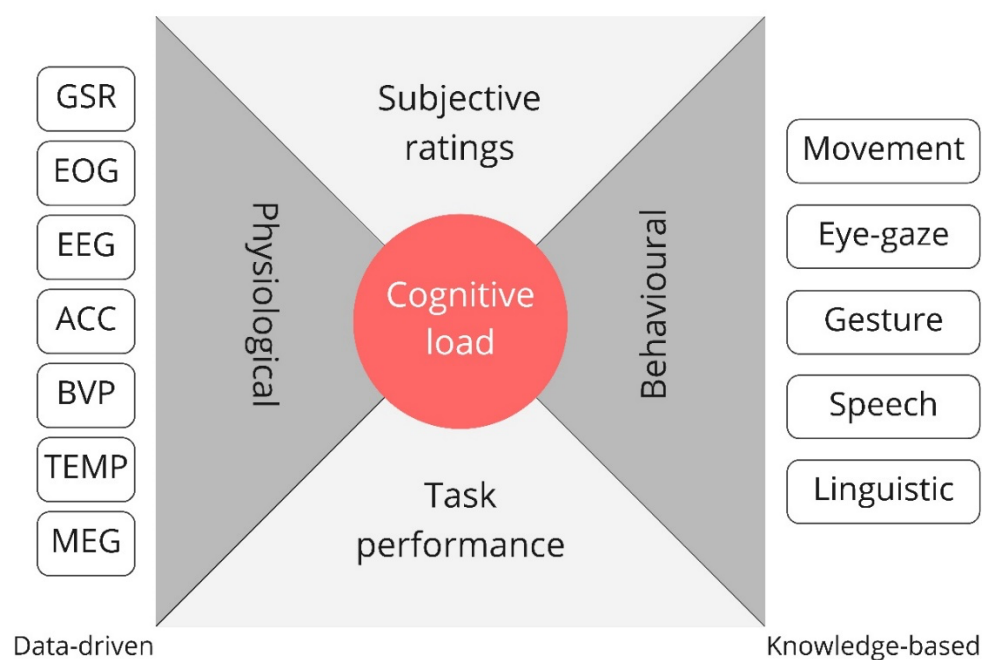 GSR
EOG
EEG
ACC
BVP
TEMP
MEG
Data-driven
Physiological
Subjective
ratings
Cognitive
load
Task
performance
Behavioural
Movement
Eye-gaze
Gesture
Speech
Linguistic
Knowledge-based